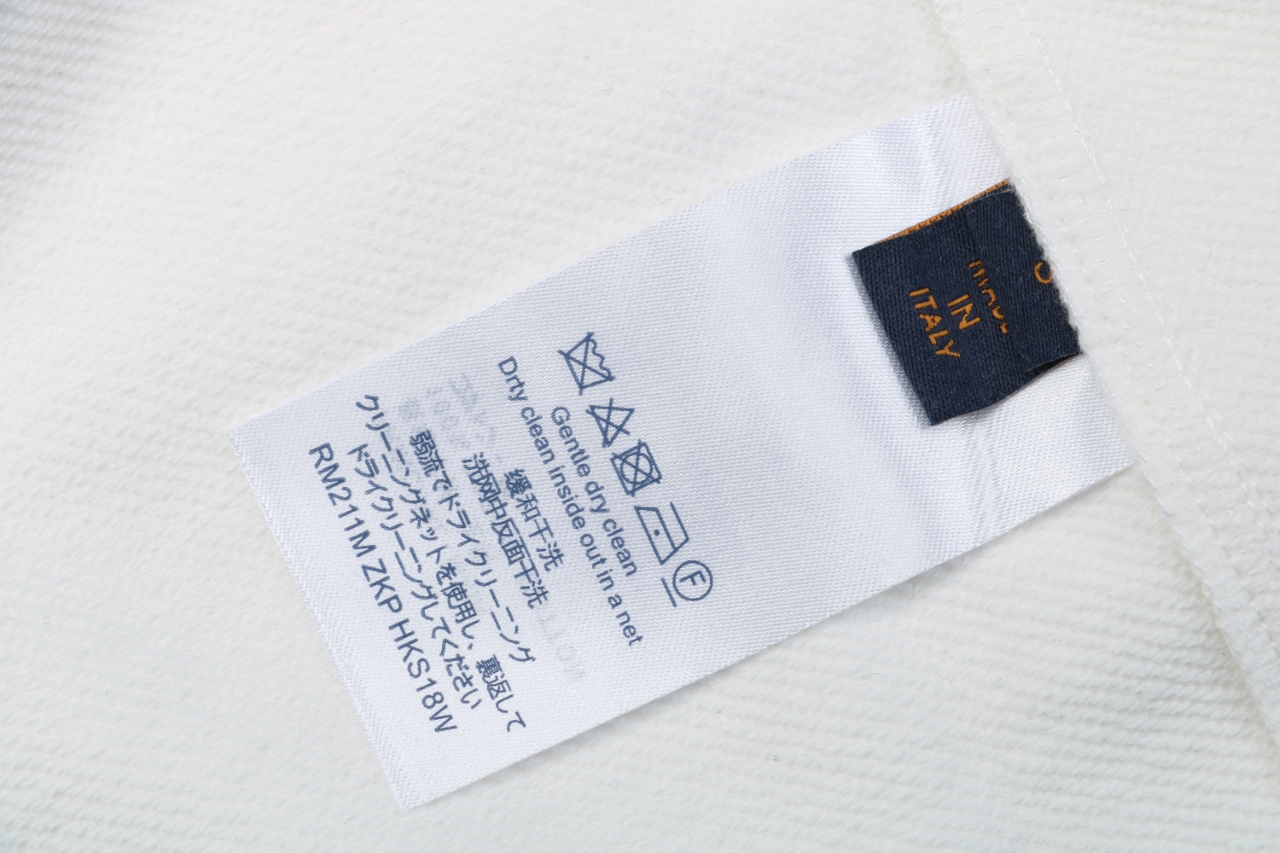 Gentle dry clean
Drty clean inside out in a net
缓和干洗
洗网中反面干洗
弱流でドライクリーニング
クリーニングネットを使用し、裏返して
ドライクリーニングしてください
RM211M ZKP HKS18W
F
MADE
IN
ITALY